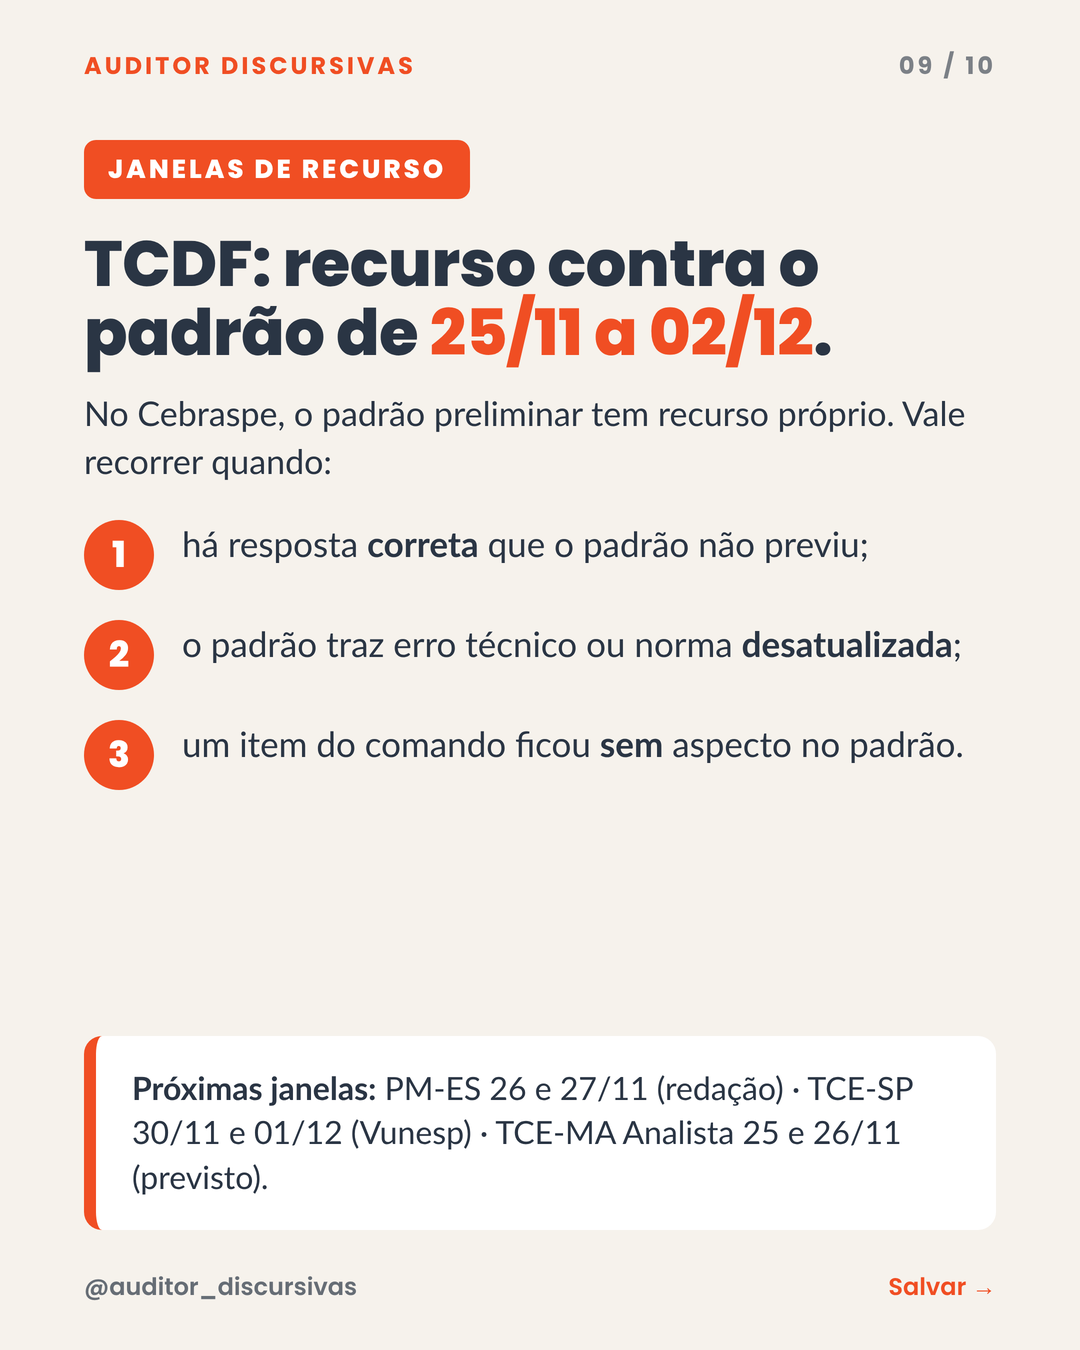 AUDITOR DISCURSIVAS
09 / 10
JANELAS DE RECURSO
TCDF: recurso contra o
padrão de 25/11 a 02/12.
No Cebraspe, o padrão preliminar tem recurso próprio. Vale
recorrer quando:
1 há resposta correta que o padrão não previu;
2 o padrão traz erro técnico ou norma desatualizada;
3 um item do comando ficou sem aspecto no padrão.
Próximas janelas: PM-ES 26 e 27/11 (redação) · TCE-SP
30/11 e 01/12 (Vunesp) · TCE-MA Analista 25 e 26/11
(previsto).
@auditor_discursivas
Salvar →